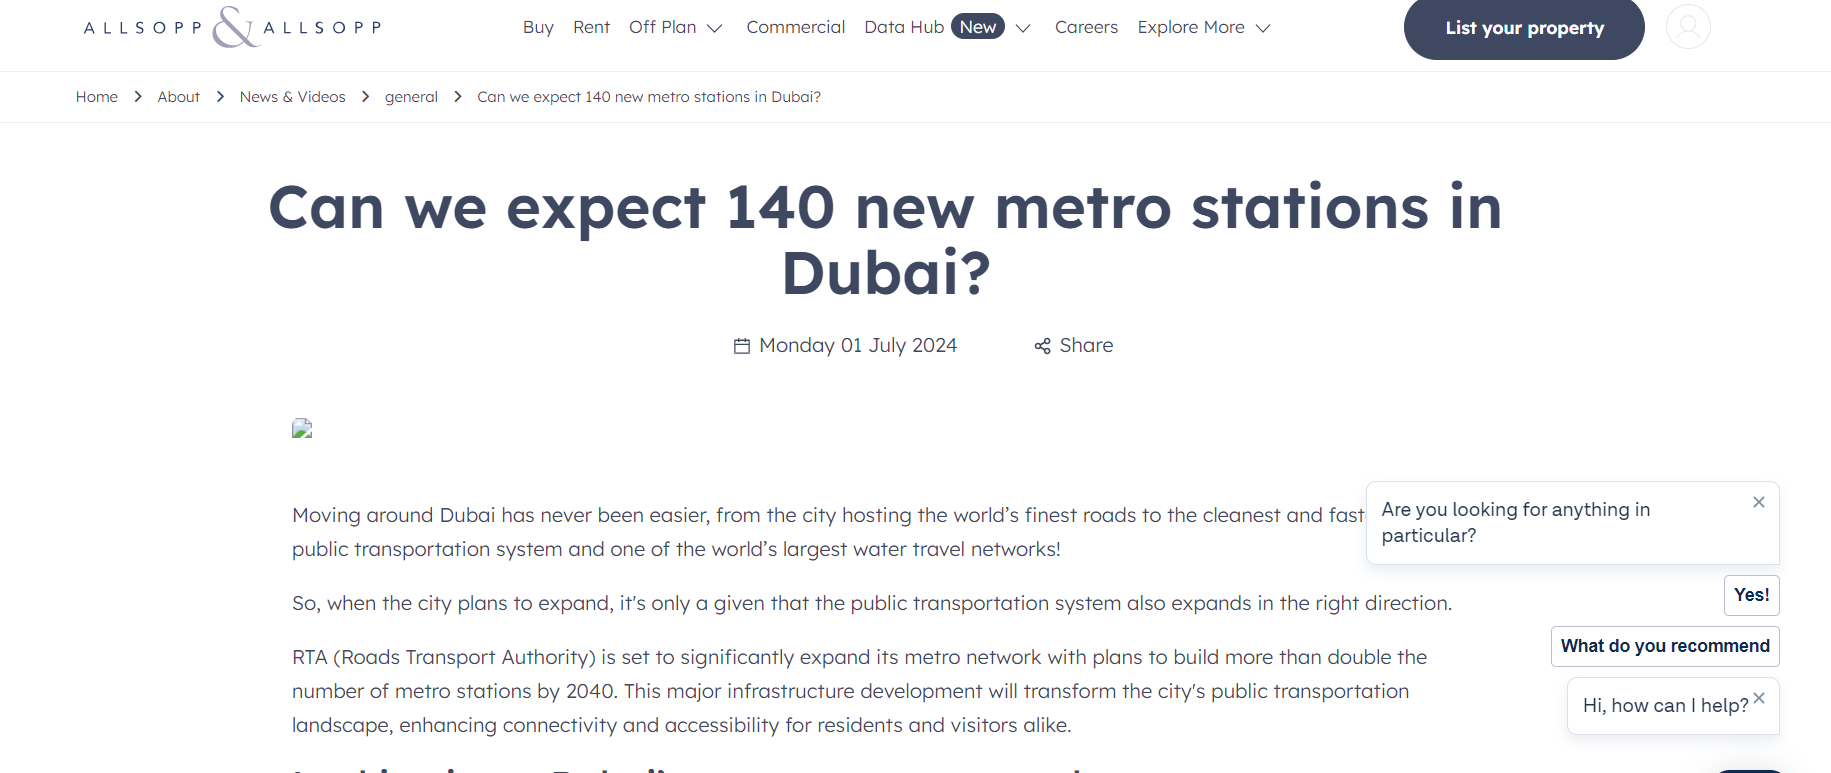 ALLSOPP & ALLSOPP
Buy Rent Off Plan Commercial Data Hub New Careers Explore More
List your property
Home > About > News & Videos > general > Can we expect 140 new metro stations in Dubai?
Can we expect 140 new metro stations in
Dubai?
Monday 01 July 2024 Share
Moving around Dubai has never been easier, from the city hosting the world’s finest roads to the cleanest and
public transportation system and one of the world’s largest water travel networks!
So, when the city plans to expand, it's only a given that the public transportation system also expands in the right direction.
RTA (Roads Transport Authority) is set to significantly expand its metro network with plans to build more than double the
number of metro stations by 2040. This major infrastructure development will transform the city's public transportation
landscape, enhancing connectivity and accessibility for residents and visitors alike.
Are you looking for anything in
particular?
Yes!
What do you recommend
Hi, how can I help?